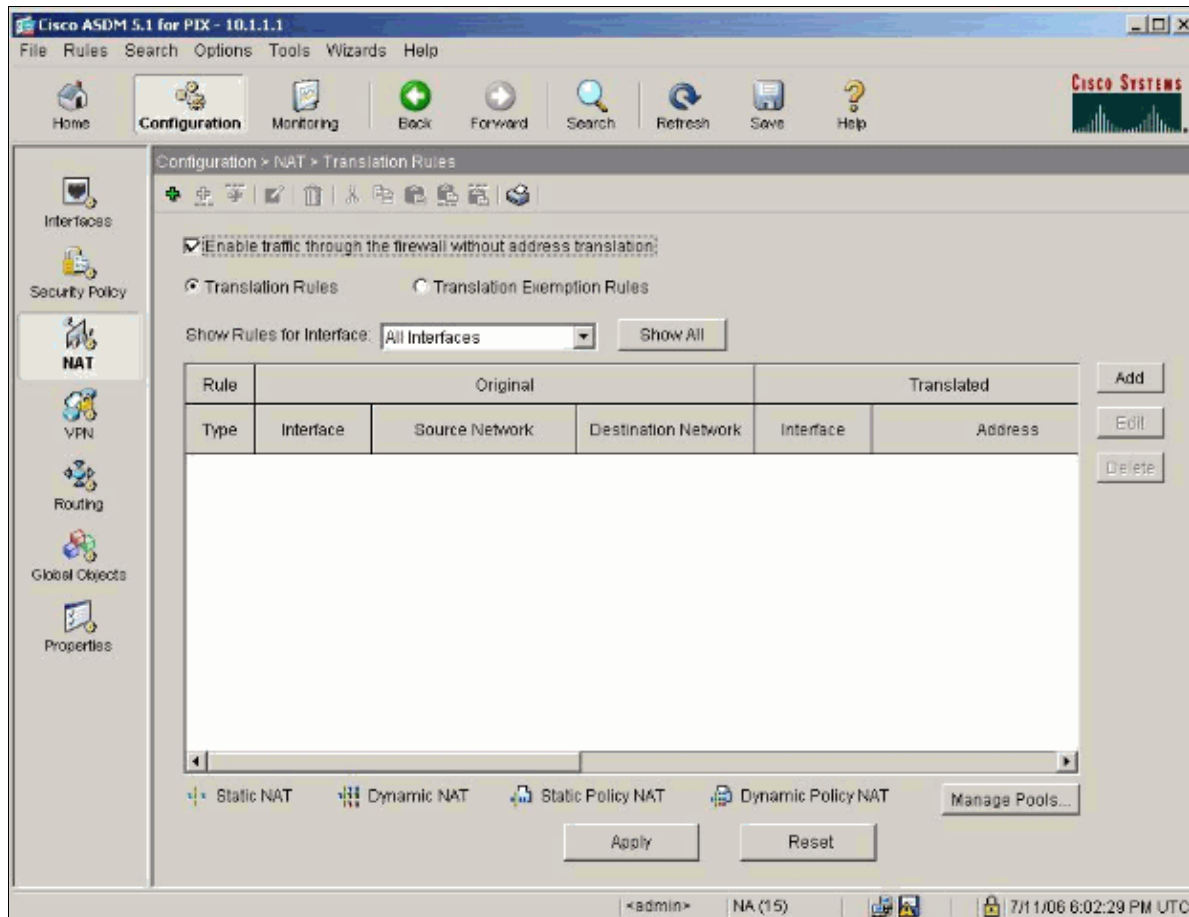 Cisco ASDM 5.1 for PIX - 10.1.1.1
File Rules Search Options Tools Wizards Help
Home Configuration Monitoring Back Forward Search Refresh Save Help
CISCO SYSTEMS
Configuration > NAT > Translation Rules
Interfaces
Security Policy
NAT
VPN
Routing
Global Objects
Properties
Enable traffic through the firewall without address translation
Translation Rules Translation Exemption Rules
Show Rules for Interface: All Interfaces Show All
Rule Original Translated
Type Interface Source Network Destination Network Interface Address
Add
Edit
Delete
Static NAT Dynamic NAT Static Policy NAT Dynamic Policy NAT Manage Pools...
Apply Reset
<admin> NA (15) 7/11/06 6:02:29 PM UTC